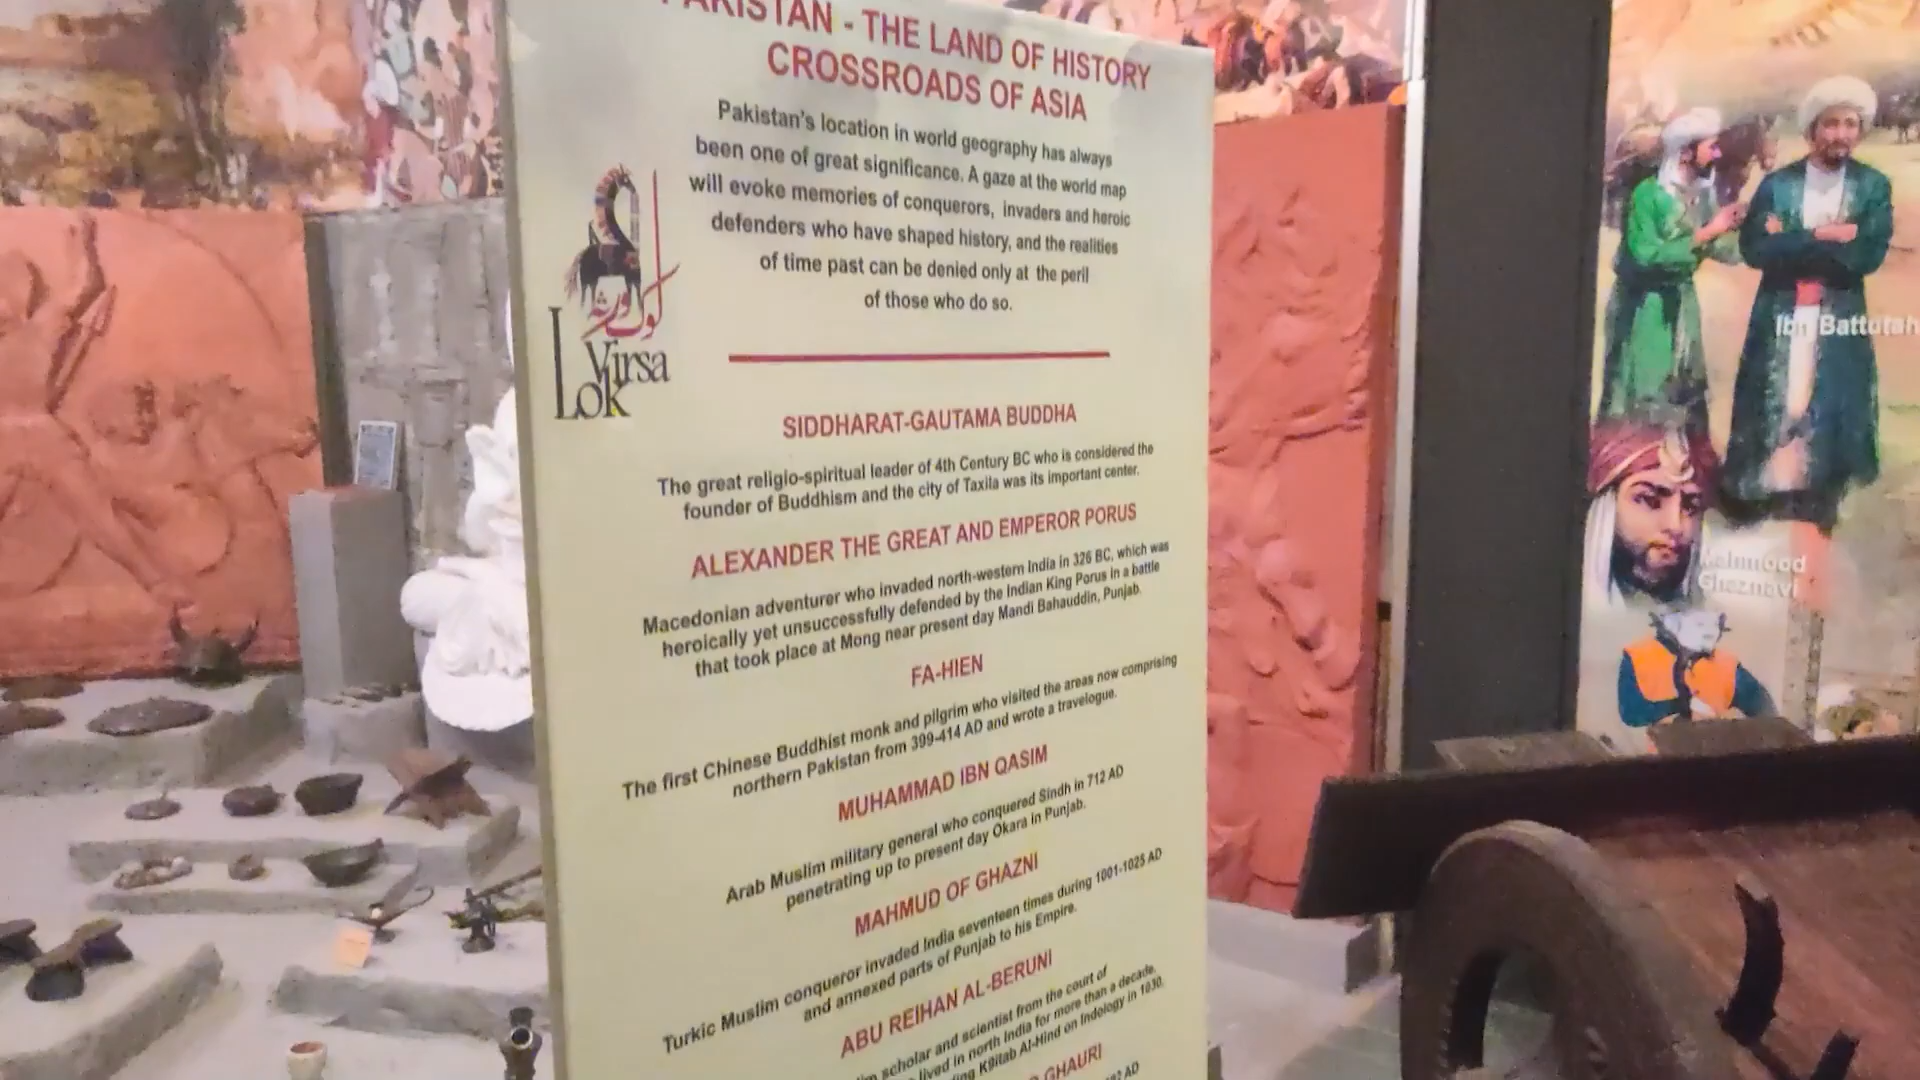 PAKISTAN - THE LAND OF HISTORY
CROSSROADS OF ASIA
Pakistan's location in world geography has always
been one of great significance. A gaze at the world map
will evoke memories of conquerors, invaders and heroic
defenders who have shaped history, and the realities
of time past can be denied only at the peril
of those who do so.
لوک ورثہ
Lok Virsa
SIDDHARAT-GAUTAMA BUDDHA
The great religio-spiritual leader of 4th Century BC who is considered the
founder of Buddhism and the city of Taxila was its important center.
ALEXANDER THE GREAT AND EMPEROR PORUS
Macedonian adventurer who invaded north-western India in 326 BC, which was
heroically yet unsuccessfully defended by the Indian King Porus in a battle
that took place at Mong near present day Mandi Bahauddin, Punjab.
FA-HIEN
The first Chinese Buddhist monk and pilgrim who visited the areas now comprising
northern Pakistan from 399-414 AD and wrote a travelogue.
MUHAMMAD IBN QASIM
Arab Muslim military general who conquered Sindh in 712 AD
penetrating up to present day Okara in Punjab.
MAHMUD OF GHAZNI
Turkic Muslim conqueror invaded India seventeen times during 1001-1025 AD
and annexed parts of Punjab to his Empire.
ABU REIHAN AL-BERUNI
scholar and scientist from the court of
lived in north India for more than a decade,
Al-Hind on Indology in 1030.
GHAURI
AD
Ibn Battutah
Mehmood
Ghaznavi